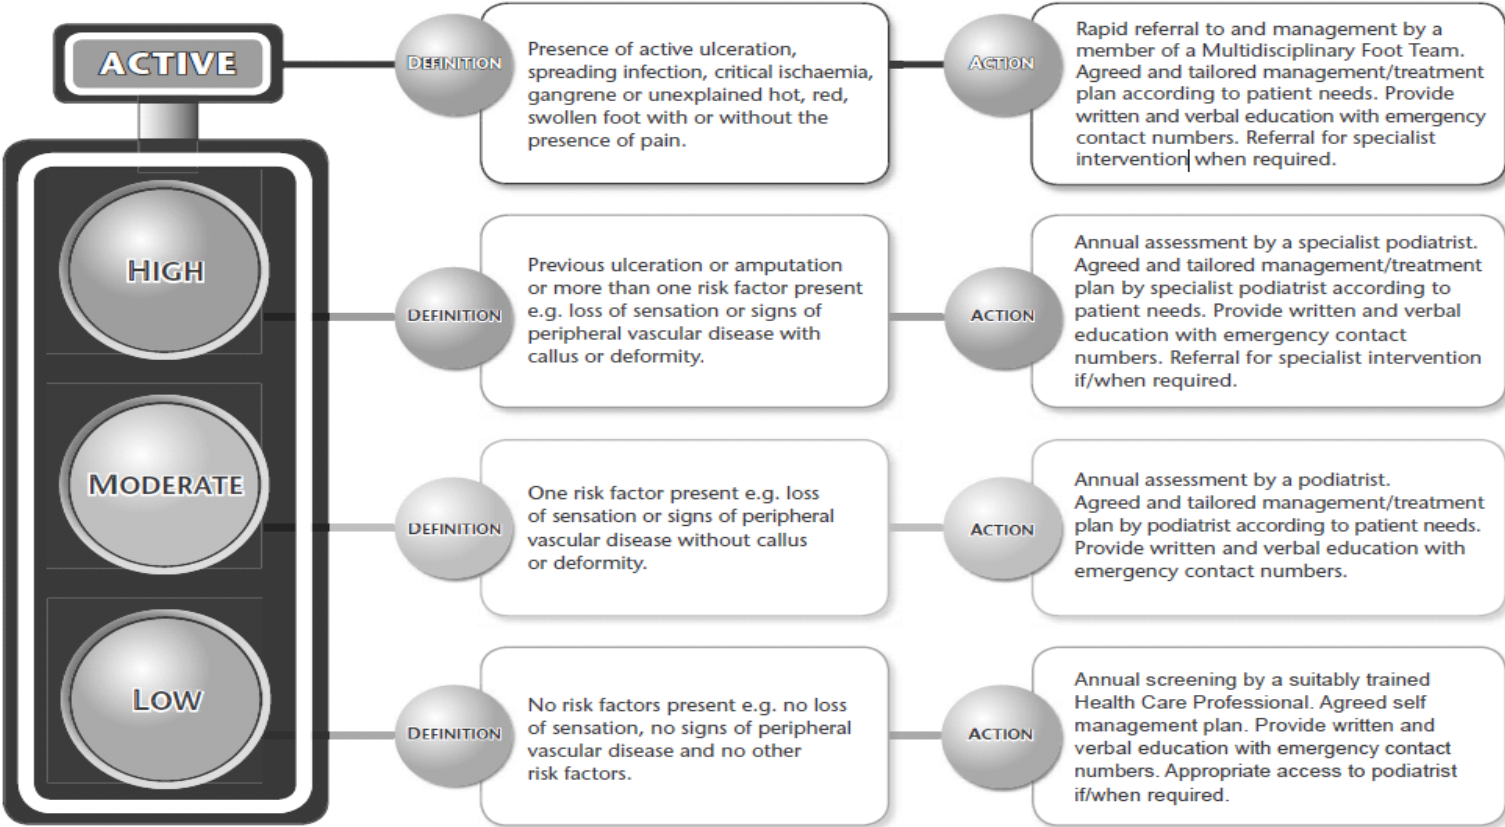 ACTIVE
DEFINITION
Presence of active ulceration,
spreading infection, critical ischaemia,
gangrene or unexplained hot, red,
swollen foot with or without the
presence of pain.
ACTION
Rapid referral to and management by a
member of a Multidisciplinary Foot Team.
Agreed and tailored management/treatment
plan according to patient needs. Provide
written and verbal education with emergency
contact numbers. Referral for specialist
intervention when required.
HIGH
DEFINITION
Previous ulceration or amputation
or more than one risk factor present
e.g. loss of sensation or signs of
peripheral vascular disease with
callus or deformity.
ACTION
Annual assessment by a specialist podiatrist.
Agreed and tailored management/treatment
plan by specialist podiatrist according to
patient needs. Provide written and verbal
education with emergency contact
numbers. Referral for specialist intervention
if/when required.
MODERATE
DEFINITION
One risk factor present e.g. loss
of sensation or signs of peripheral
vascular disease without callus
or deformity.
ACTION
Annual assessment by a podiatrist.
Agreed and tailored management/treatment
plan by podiatrist according to patient needs.
Provide written and verbal education with
emergency contact numbers.
LOW
DEFINITION
No risk factors present e.g. no loss
of sensation, no signs of peripheral
vascular disease and no other
risk factors.
ACTION
Annual screening by a suitably trained
Health Care Professional. Agreed self
management plan. Provide written and
verbal education with emergency contact
numbers. Appropriate access to podiatrist
if/when required.